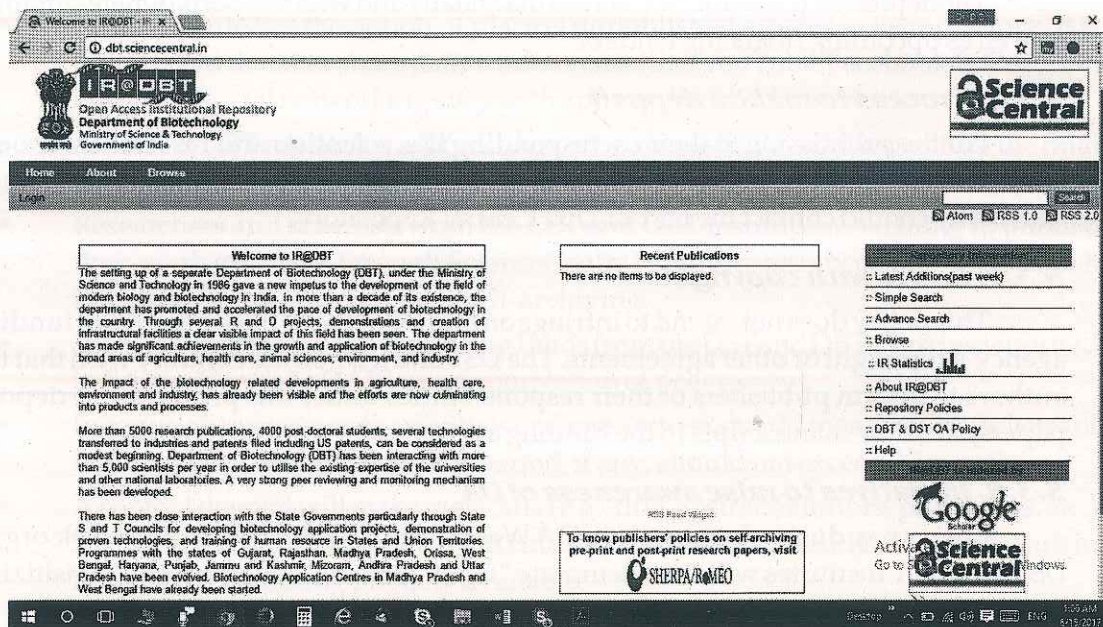 Welcome to IR@DBT - IR
dbt.sciencecentral.in
IR@DBT
Open Access Institutional Repository
Department of Biotechnology
Ministry of Science & Technology
Government of India
सत्यमेव जयते
Science
Central
Home About Browse
Login
Search
Atom RSS 1.0 RSS 2.0
Welcome to IR@DBT
The setting up of a separate Department of Biotechnology (DBT), under the Ministry of
Science and Technology in 1986 gave a new impetus to the development of the field of
modern biology and biotechnology in India, in more than a decade of its existence, the
department has promoted and accelerated the pace of development of biotechnology in
the country. Through several R and D projects, demonstrations and creation of
infrastructural facilities a clear visible impact of this field has been seen. The department
has made significant achievements in the growth and application of biotechnology in the
broad areas of agriculture, health care, animal sciences, environment, and industry.
The Impact of the biotechnology related developments in agriculture, health care,
environment and industry, has already been visible and the efforts are now culminating
into products and processes.
More than 5000 research publications, 4000 post-doctoral students, several technologies
transferred to industries and patents filed including US patents, can be considered as a
modest beginning. Department of Biotechnology (DBT) has been interacting with more
than 5,000 scientists per year in order to utilise the existing expertise of the universities
and other national laboratories. A very strong peer reviewing and monitoring mechanism
has been developed.
There has been close interaction with the State Governments particularly through State
S and T Councils for developing biotechnology application projects, demonstration of
proven technologies, and training of human resource in States and Union Territories.
Programmes with the states of Gujarat, Rajasthan, Madhya Pradesh, Orissa, West
Bengal, Haryana, Punjab, Jammu and Kashmir, Mizoram, Andhra Pradesh and Uttar
Pradesh have been evolved. Biotechnology Application Centres in Madhya Pradesh and
West Bengal have already been started.
Recent Publications
There are no items to be displayed.
RSS Feed Widget
To know publishers' policies on self-archiving
pre-print and post-print research papers, visit
SHERPA/RoMEO
Repository Information
:: Latest Additions(past week)
:: Simple Search
:: Advance Search
:: Browse
:: IR Statistics
:: About IR@DBT
:: Repository Policies
:: DBT & DST OA Policy
:: Help
Google
Scholar
Science
Central
Desktop ENG 1:06 AM